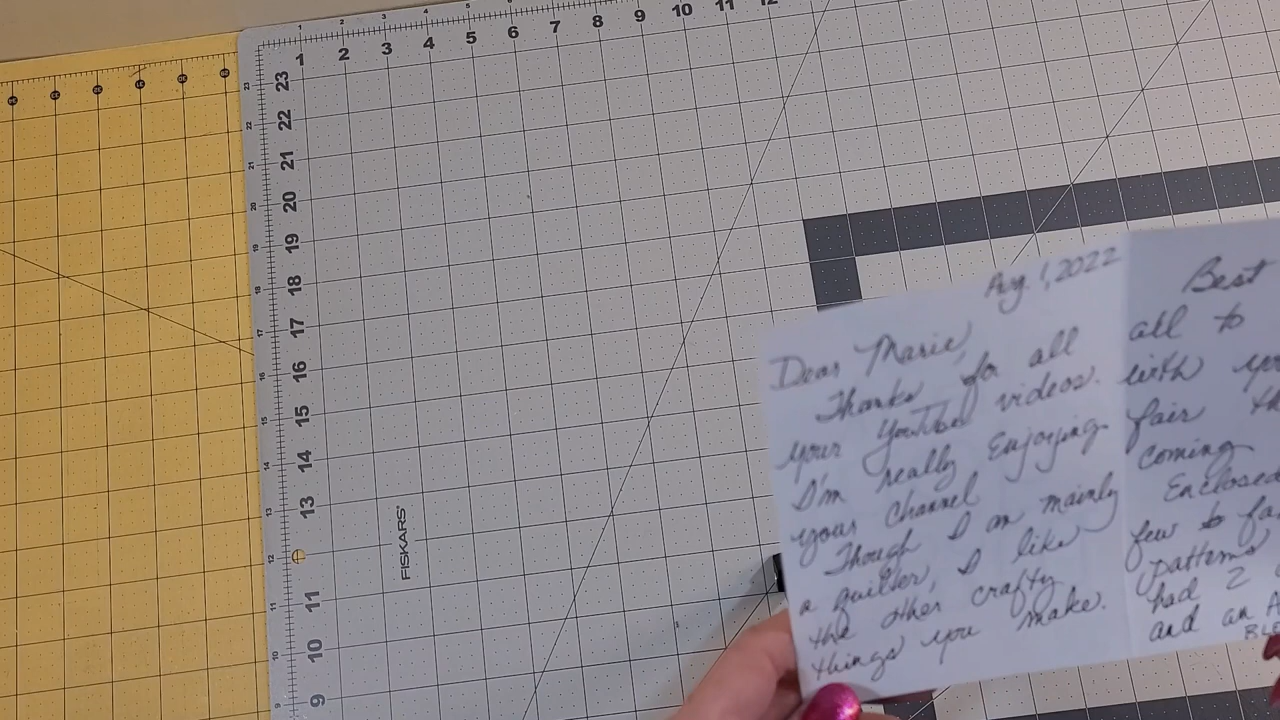 1 2 3 4 5 6 7 8 9 10 11 12
23
22
21
20
19
18
17
16
15
14
13
11
10
9
FISKARS
Aug. 1, 2022
Dear Marie,
Thanks for all
your YouTube videos.
I'm really Enjoying
your channel
Though I am mainly
a quilter, I like
the other crafty
things you make.
Best
all to
with
fair
coming
Enclosed
few
patterns
had 2
and an